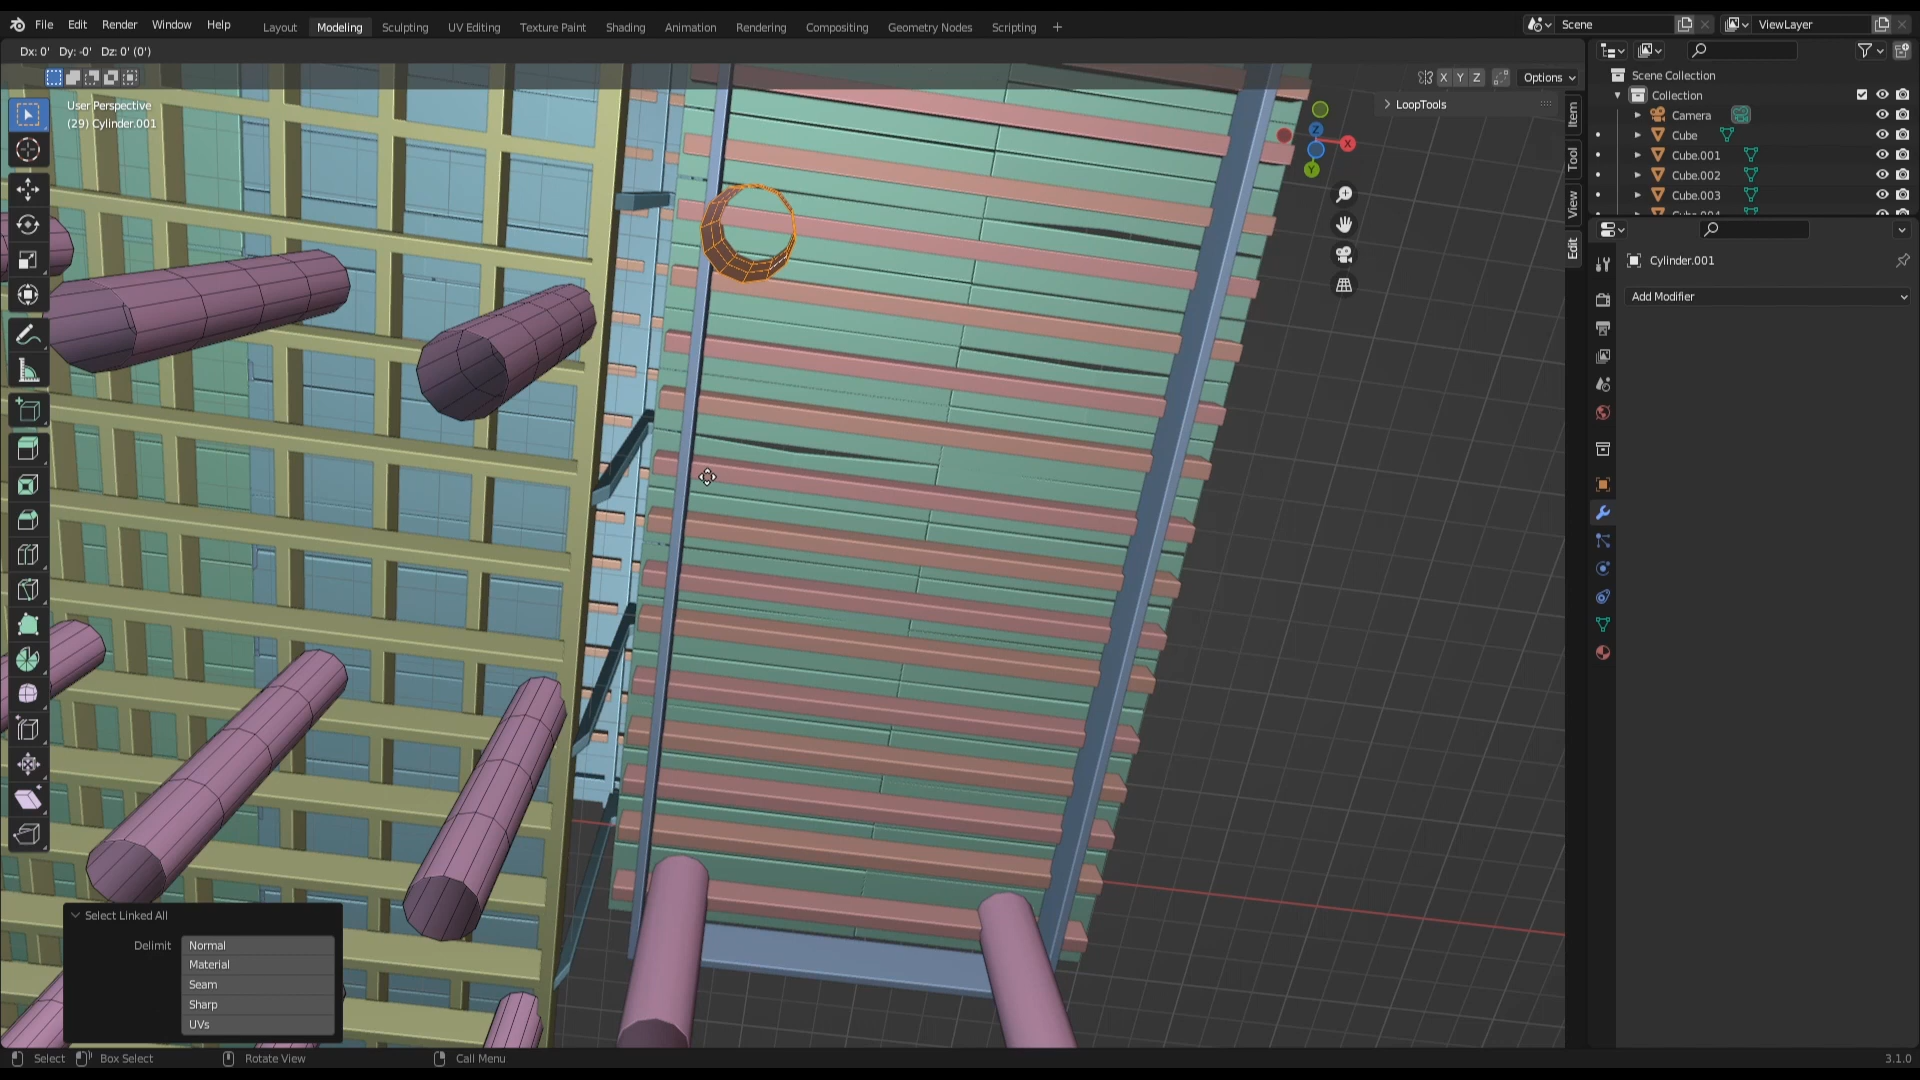 File Edit Render Window Help
Layout Modeling Sculpting UV Editing Texture Paint Shading Animation Rendering Compositing Geometry Nodes Scripting +
Scene
ViewLayer
Dx: 0' Dy: -0' Dz: 0' (0')
X Y Z Options
User Perspective
(29) Cylinder.001
LoopTools
Z
X
Y
Item
Tool
View
Edit
Scene Collection
Collection
Camera
Cube
Cube.001
Cube.002
Cube.003
Cube.004
Cylinder.001
Add Modifier
Select Linked All
Delimit
Normal
Material
Seam
Sharp
UVs
Select Box Select Rotate View Call Menu
3.1.0